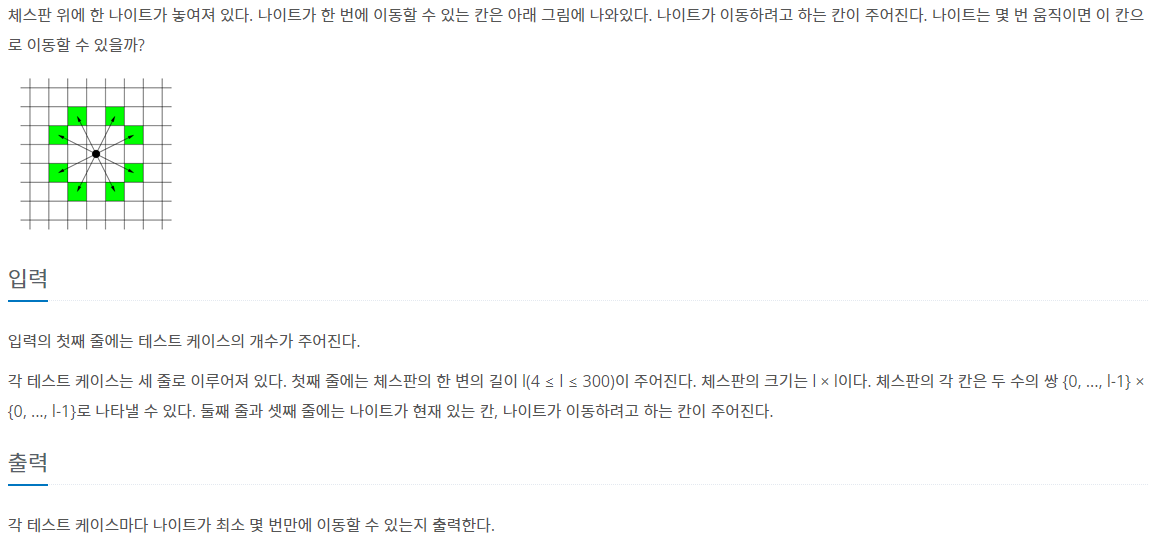 체스판 위에 한 나이트가 놓여져 있다. 나이트가 한 번에 이동할 수 있는 칸은 아래 그림에 나와있다. 나이트가 이동하려고 하는 칸이 주어진다. 나이트는 몇 번 움직이면 이 칸으
로 이동할 수 있을까?
입력
입력의 첫째 줄에는 테스트 케이스의 개수가 주어진다.
각 테스트 케이스는 세 줄로 이루어져 있다. 첫째 줄에는 체스판의 한 변의 길이 l(4 ≤ l ≤ 300)이 주어진다. 체스판의 크기는 l × l이다. 체스판의 각 칸은 두 수의 쌍 {0, ..., l-1} ×
{0, ..., l-1}로 나타낼 수 있다. 둘째 줄과 셋째 줄에는 나이트가 현재 있는 칸, 나이트가 이동하려고 하는 칸이 주어진다.
출력
각 테스트 케이스마다 나이트가 최소 몇 번만에 이동할 수 있는지 출력한다.